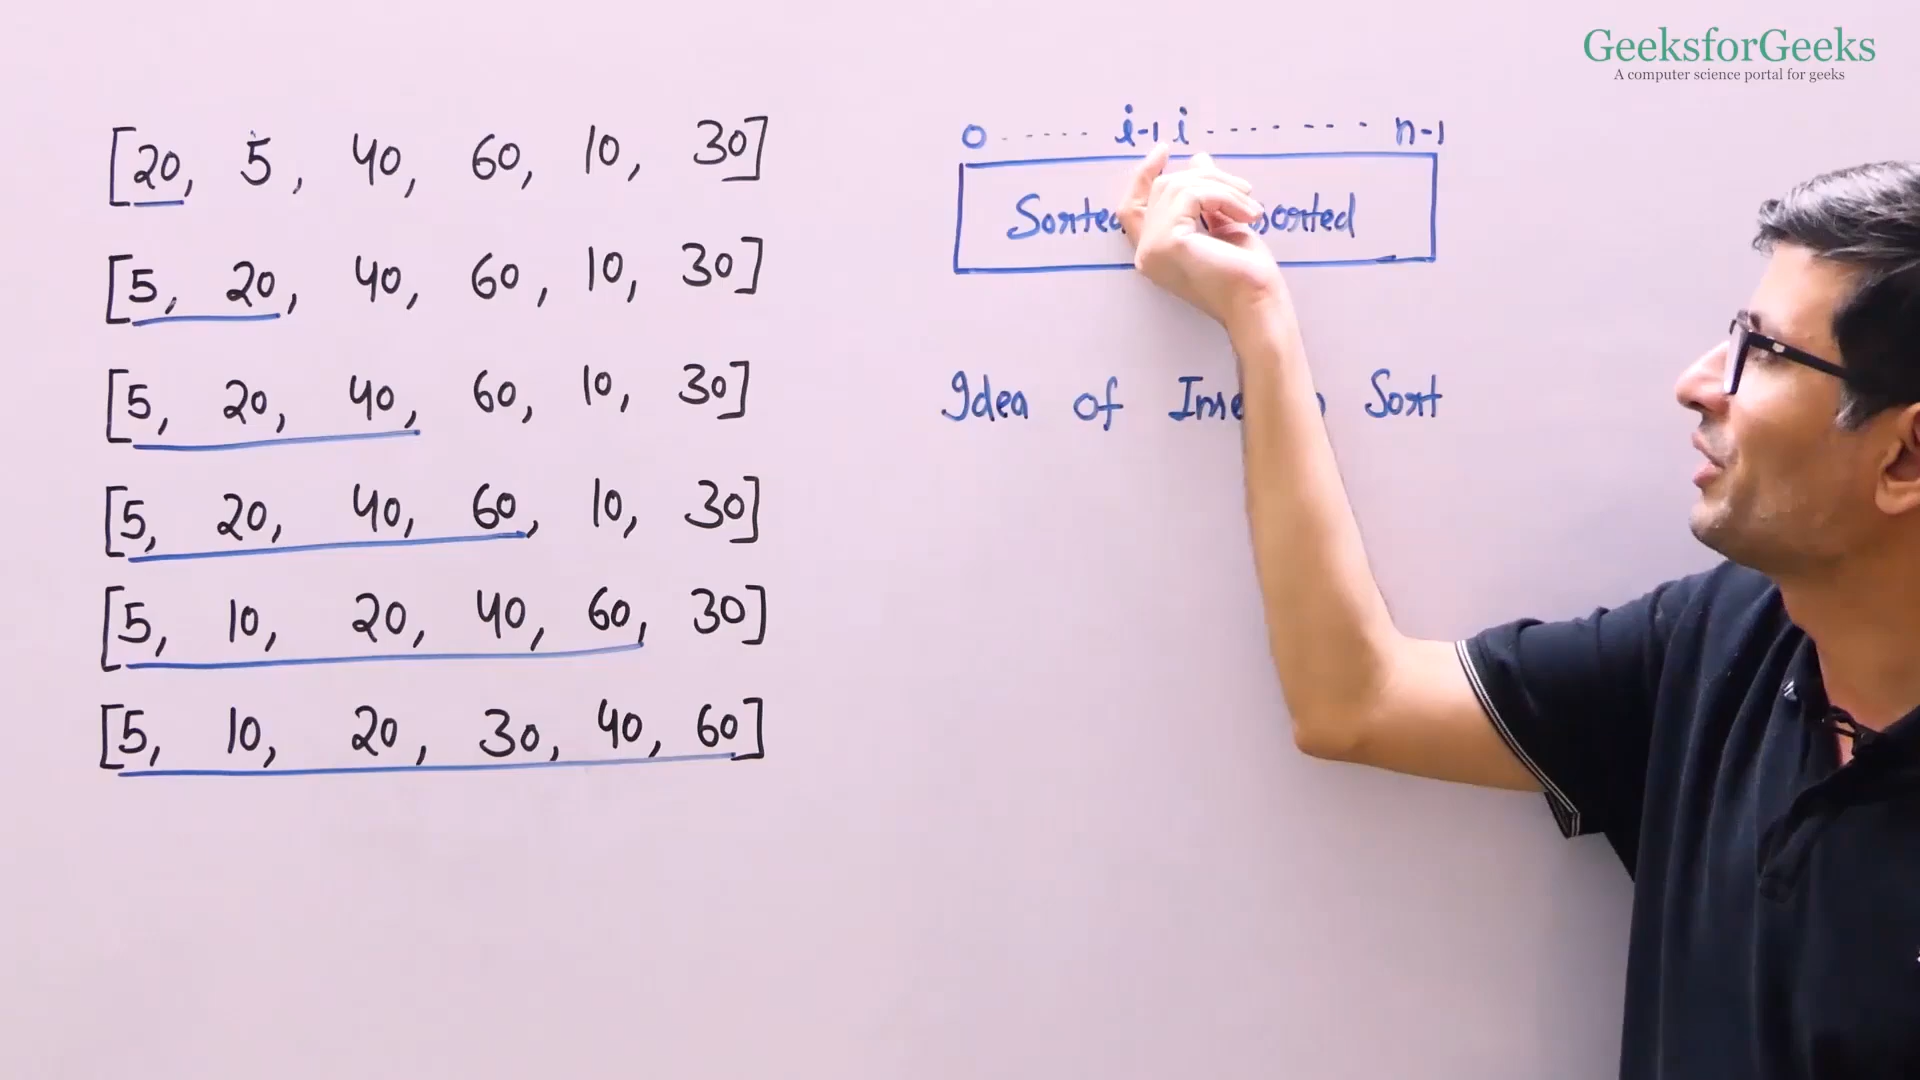 GeeksforGeeks
A computer science portal for geeks
[20, 5, 40, 60, 10, 30]
[5, 20, 40, 60, 10, 30]
[5, 20, 40, 60, 10, 30]
[5, 20, 40, 60, 10, 30]
[5, 10, 20, 40, 60, 30]
[5, 10, 20, 30, 40, 60]
0 ..... i-1 i ....... n-1
Sorted
Idea of Sort